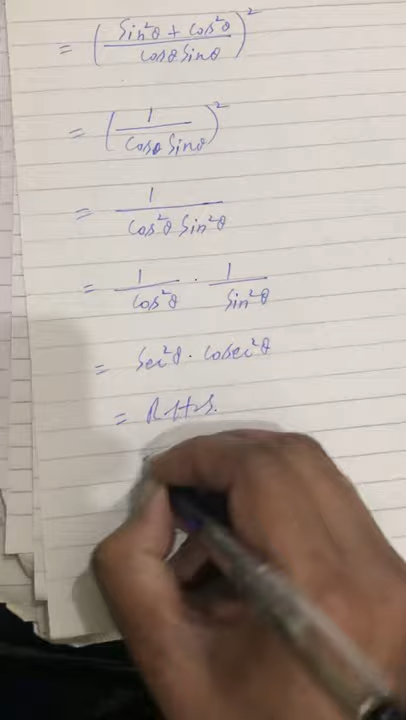 = ( Sin²θ + Cos²θ / Cosθ Sinθ )²
= ( 1 / Cosθ Sinθ )²
= 1 / Cos²θ Sin²θ
= 1 / Cos²θ · 1 / Sin²θ
= Sec²θ · Cosec²θ
= R.H.S.